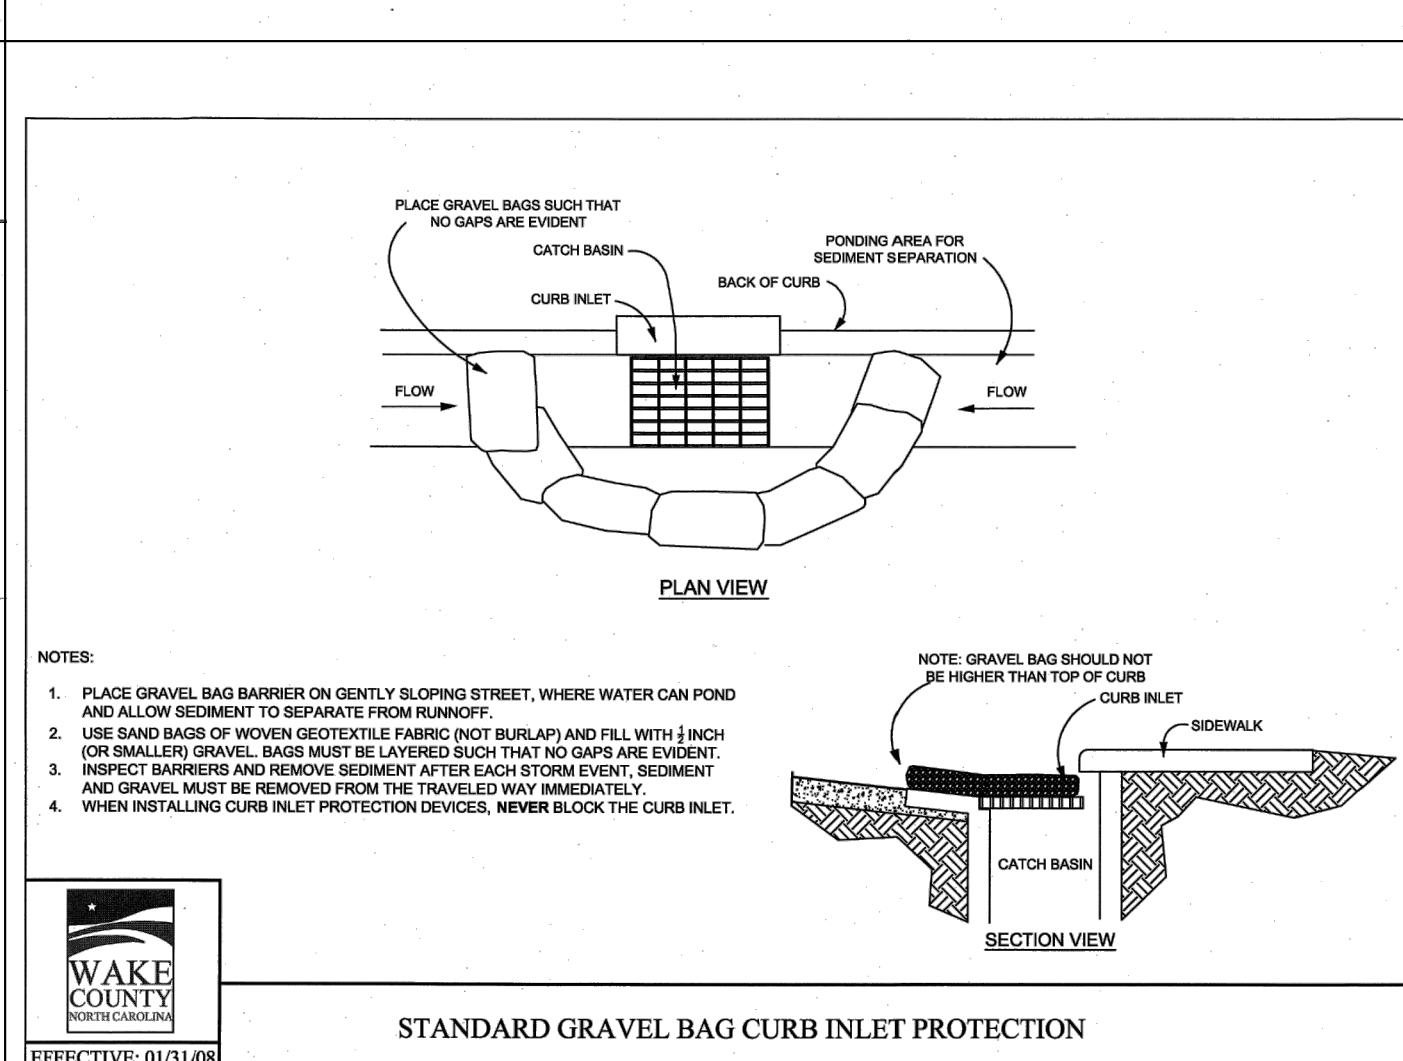 PLACE GRAVEL BAGS SUCH THAT
NO GAPS ARE EVIDENT
CATCH BASIN
CURB INLET
PONDING AREA FOR
SEDIMENT SEPARATION
BACK OF CURB
FLOW
FLOW
PLAN VIEW
NOTES:
1. PLACE GRAVEL BAG BARRIER ON GENTLY SLOPING STREET, WHERE WATER CAN POND
AND ALLOW SEDIMENT TO SEPARATE FROM RUNOFF.
2. USE SAND BAGS OF WOVEN GEOTEXTILE FABRIC (NOT BURLAP) AND FILL WITH ½ INCH
(OR SMALLER) GRAVEL. BAGS MUST BE LAYERED SUCH THAT NO GAPS ARE EVIDENT.
3. INSPECT BARRIERS AND REMOVE SEDIMENT AFTER EACH STORM EVENT, SEDIMENT
AND GRAVEL MUST BE REMOVED FROM THE TRAVELED WAY IMMEDIATELY.
4. WHEN INSTALLING CURB INLET PROTECTION DEVICES, NEVER BLOCK THE CURB INLET.
NOTE: GRAVEL BAG SHOULD NOT
BE HIGHER THAN TOP OF CURB
CURB INLET
SIDEWALK
CATCH BASIN
SECTION VIEW
WAKE
COUNTY
NORTH CAROLINA
EFFECTIVE: 01/31/08
STANDARD GRAVEL BAG CURB INLET PROTECTION